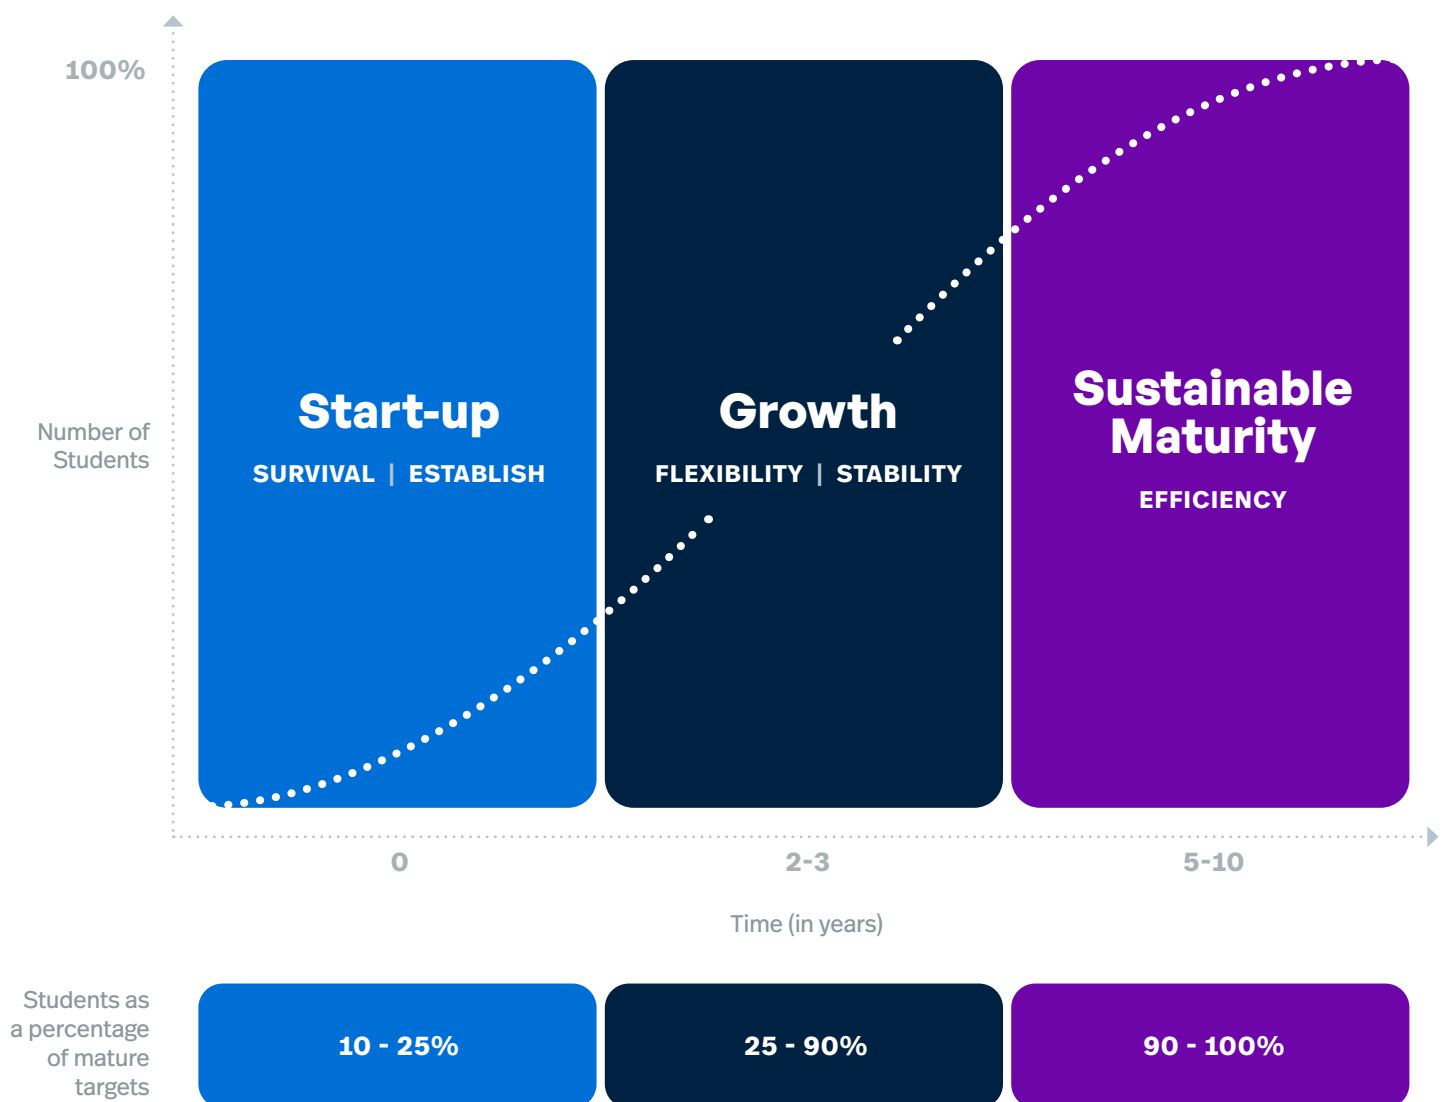 100%
Number of
Students
Start-up
SURVIVAL | ESTABLISH
Growth
FLEXIBILITY | STABILITY
Sustainable
Maturity
EFFICIENCY
0
2-3
5-10
Time (in years)
Students as
a percentage
of mature
targets
10 - 25%
25 - 90%
90 - 100%